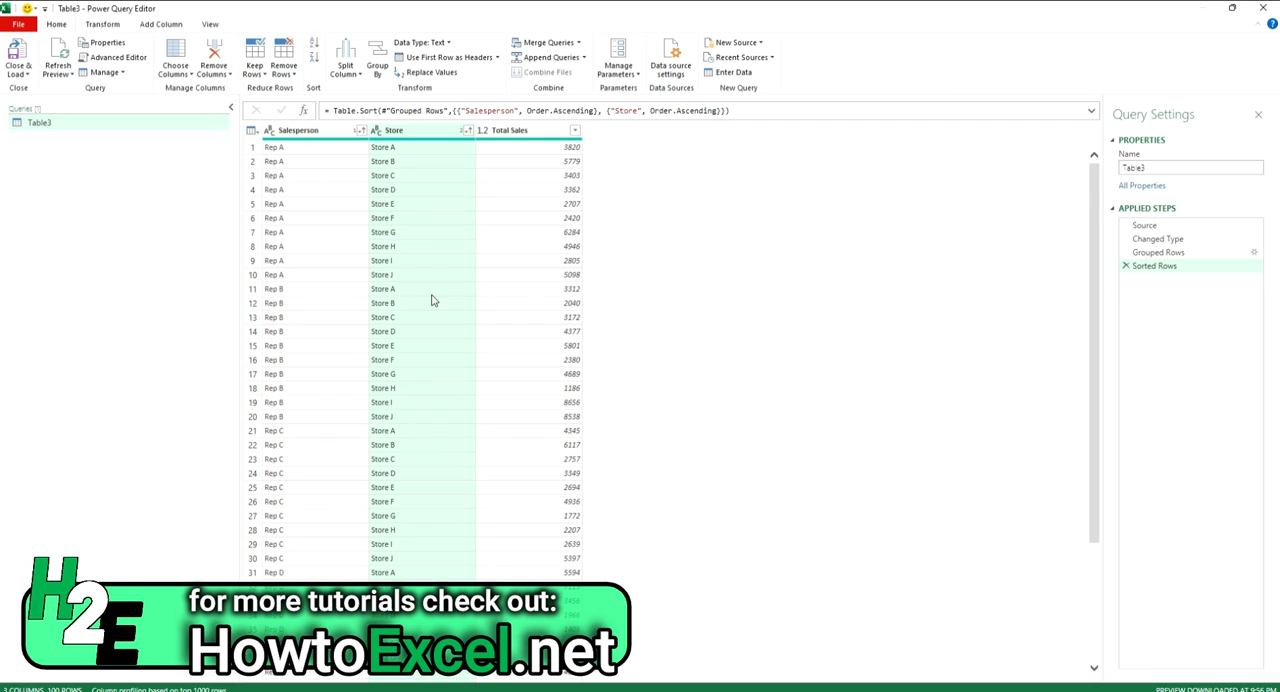 Table3 - Power Query Editor
File Home Transform Add Column View
Close & Load
Refresh Preview
Properties
Advanced Editor
Manage
Choose Columns
Remove Columns
Keep Rows
Remove Rows
Split Column
Group By
Data Type: Text
Use First Row as Headers
Replace Values
Merge Queries
Append Queries
Combine Files
Manage Parameters
Data source settings
New Source
Recent Sources
Enter Data
Close Query Manage Columns Reduce Rows Sort Transform Combine Parameters Data Sources New Query
Queries [1]
Table3
fx = Table.Sort(#"Grouped Rows",{{"Salesperson", Order.Ascending}, {"Store", Order.Ascending}})
Salesperson Store 1.2 Total Sales
1 Rep A Store A 3820
2 Rep A Store B 5779
3 Rep A Store C 3403
4 Rep A Store D 3362
5 Rep A Store E 2707
6 Rep A Store F 2420
7 Rep A Store G 6284
8 Rep A Store H 4946
9 Rep A Store I 2805
10 Rep A Store J 5098
11 Rep B Store A 3312
12 Rep B Store B 2040
13 Rep B Store C 3172
14 Rep B Store D 4377
15 Rep B Store E 5801
16 Rep B Store F 2380
17 Rep B Store G 4689
18 Rep B Store H 1186
19 Rep B Store I 8656
20 Rep B Store J 8538
21 Rep C Store A 4345
22 Rep C Store B 6117
23 Rep C Store C 2757
24 Rep C Store D 3349
25 Rep C Store E 2694
26 Rep C Store F 4936
27 Rep C Store G 1772
28 Rep C Store H 2207
29 Rep C Store I 2639
30 Rep C Store J 5397
31 Rep D Store A 5594
Query Settings
PROPERTIES
Name
Table3
All Properties
APPLIED STEPS
Source
Changed Type
Grouped Rows
Sorted Rows
H2E
for more tutorials check out:
HowtoExcel.net
3 COLUMNS, 100 ROWS Column profiling based on top 1000 rows
PREVIEW DOWNLOADED AT 9:56 PM